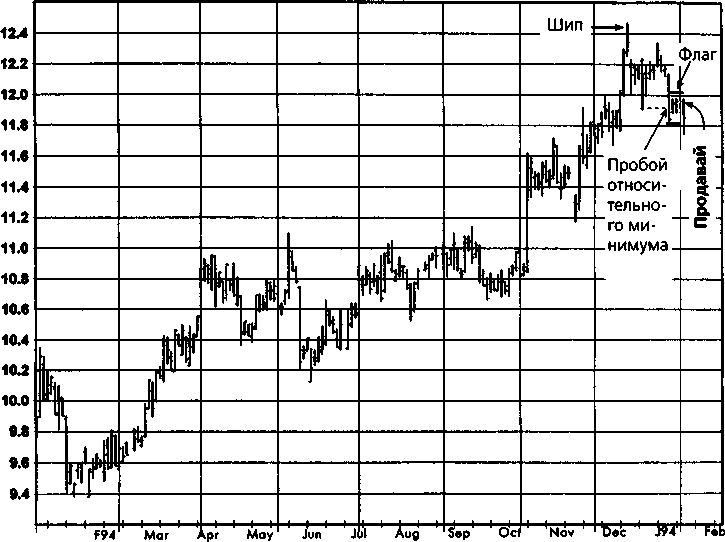 Шип
Флаг
Пробой
относи-
тельно-
го ми-
нимума
Продавай
12.4
12.2
12.0
11.8
11.6
11.4
11.2
11.0
10.8
10.6
10.4
10.2
10.0
9.8
9.6
9.4
F94 Mar Apr May Jun Jul Aug Sep Oct Nov Dec J94 Feb